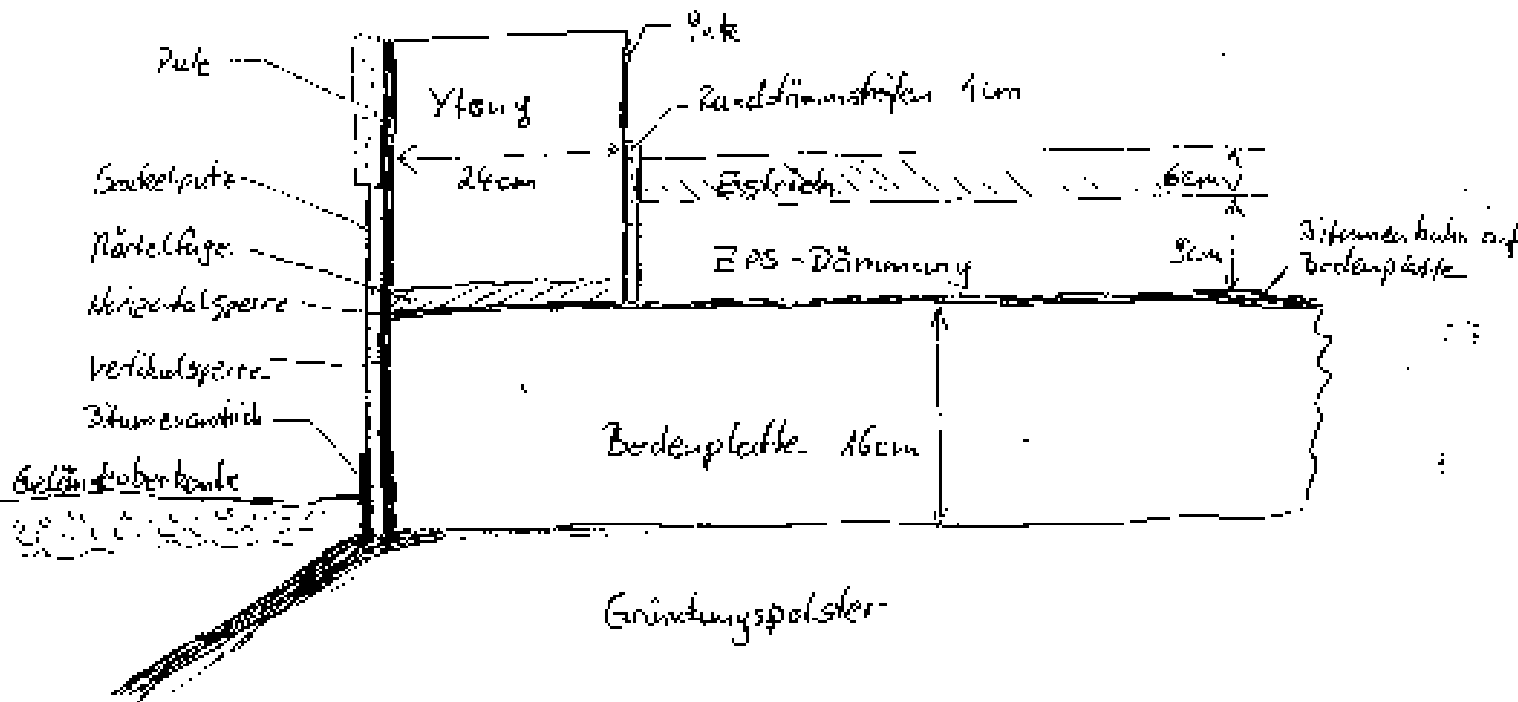 Putz
Putz
Ytong
Randdämmstreifen 1cm
24cm
Sockelputz
Estrich
6cm
Mörtelfuge
EPS-Dämmung
9cm
Bitumenbahn auf
Bodenplatte
Horizontalsperre
Vertikalsperre
Bitumenanstrich
Bodenplatte 16cm
Geländeoberkante
Gründungspolster